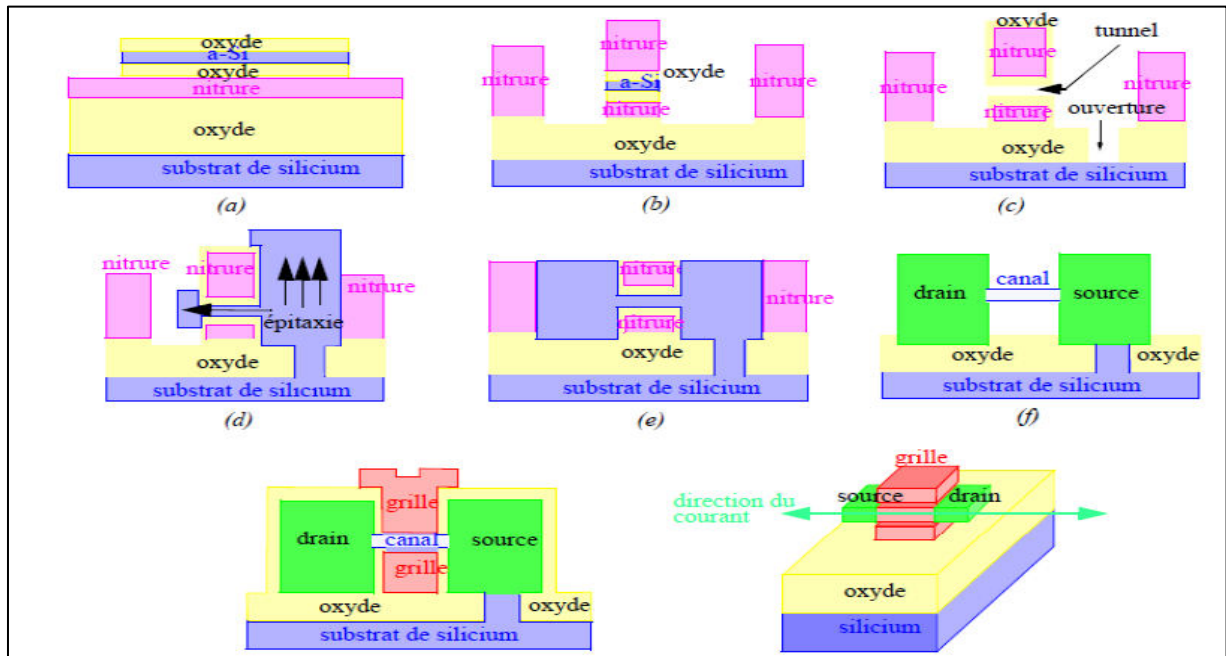 oxyde
a-Si
oxyde
nitrure
oxyde
substrat de silicium
(a)
nitrure
nitrure
nitrure
oxyde
a-Si
nitrure
oxyde
substrat de silicium
(b)
oxyde
nitrure
tunnel
nitrure
nitrure
nitrure
ouverture
oxyde
substrat de silicium
(c)
nitrure
nitrure
nitrure
épitaxie
oxyde
substrat de silicium
(d)
nitrure
nitrure
nitrure
nitrure
oxyde
substrat de silicium
(e)
drain
canal
source
oxyde
oxyde
substrat de silicium
(f)
grille
drain
canal
source
grille
oxyde
oxyde
substrat de silicium
grille
direction du
courant
source
drain
oxyde
silicium